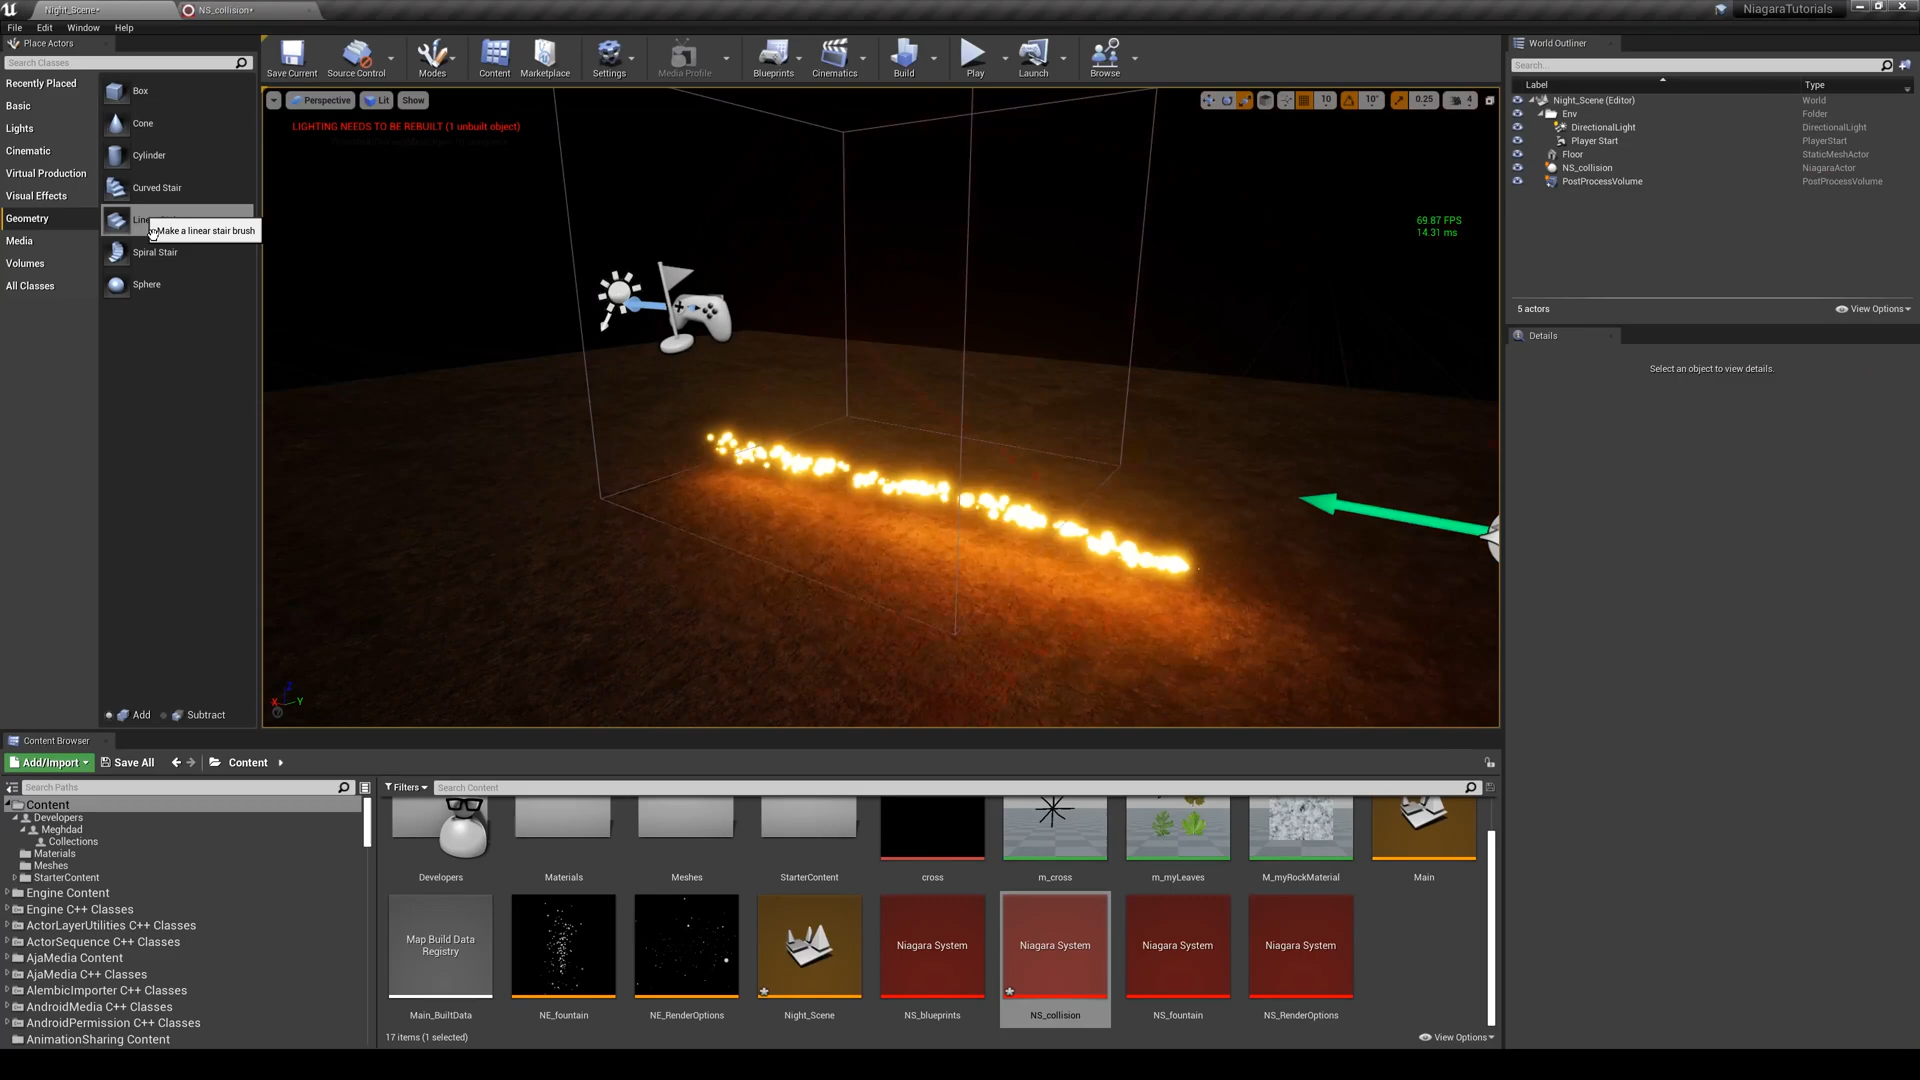 Night_Scene*
NS_collision*
NiagaraTutorials
File Edit Window Help
Place Actors
Search Classes
Recently Placed
Basic
Lights
Cinematic
Virtual Production
Visual Effects
Geometry
Media
Volumes
All Classes
Box
Cone
Cylinder
Curved Stair
Make a linear stair brush
Spiral Stair
Sphere
Add Subtract
Save Current
Source Control
Modes
Content
Marketplace
Settings
Media Profile
Blueprints
Cinematics
Build
Play
Launch
Browse
Perspective Lit Show
10 10° 0.25 4
LIGHTING NEEDS TO BE REBUILT (1 unbuilt object)
69.87 FPS
14.31 ms
X Z Y
World Outliner
Search...
Label Type
Night_Scene (Editor) World
Env Folder
DirectionalLight DirectionalLight
Player Start PlayerStart
Floor StaticMeshActor
NS_collision NiagaraActor
PostProcessVolume PostProcessVolume
5 actors
View Options
Details
Select an object to view details.
Content Browser
Add/Import Save All Content
Search Paths
Content
Developers
Meghdad
Collections
Materials
Meshes
StarterContent
Engine Content
Engine C++ Classes
ActorLayerUtilities C++ Classes
ActorSequence C++ Classes
AjaMedia Content
AjaMedia C++ Classes
AlembicImporter C++ Classes
AndroidMedia C++ Classes
AndroidPermission C++ Classes
AnimationSharing Content
Filters Search Content
Developers Materials Meshes StarterContent cross m_cross m_myLeaves M_myRockMaterial Main
Map Build Data
Registry
Niagara System Niagara System Niagara System Niagara System
Main_BuiltData NE_fountain NE_RenderOptions Night_Scene NS_blueprints NS_collision NS_fountain NS_RenderOptions
17 items (1 selected)
View Options